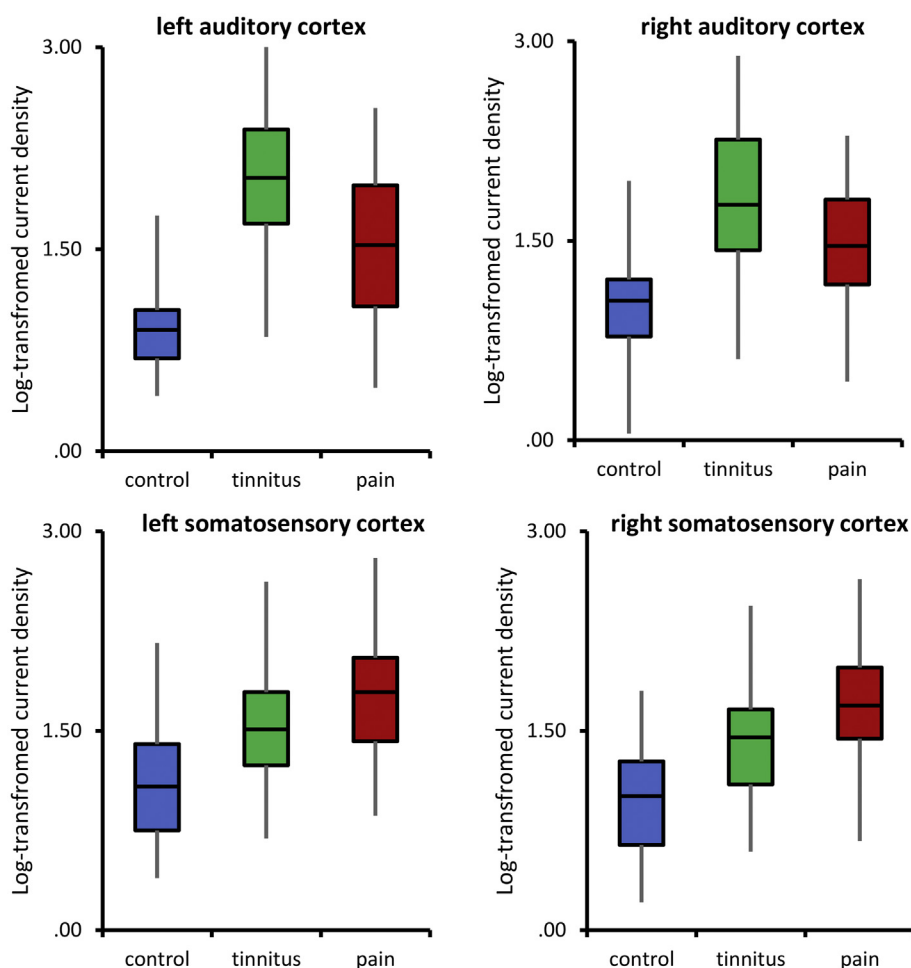 left auditory cortex
3.00
1.50
.00
Log-transfromed current density
control tinnitus pain
right auditory cortex
3.00
1.50
.00
Log-transfromed current density
control tinnitus pain
left somatosensory cortex
3.00
1.50
.00
Log-transfromed current density
control tinnitus pain
right somatosensory cortex
3.00
1.50
.00
Log-transfromed current density
control tinnitus pain